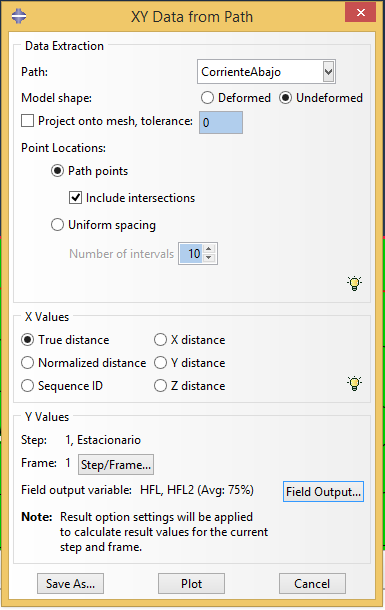 XY Data from Path
Data Extraction
Path: CorrienteAbajo
Model shape: Deformed Undeformed
Project onto mesh, tolerance: 0
Point Locations:
Path points
Include intersections
Uniform spacing
Number of intervals 10
X Values
True distance X distance
Normalized distance Y distance
Sequence ID Z distance
Y Values
Step: 1, Estacionario
Frame: 1 Step/Frame...
Field output variable: HFL, HFL2 (Avg: 75%) Field Output...
Note: Result option settings will be applied
to calculate result values for the current
step and frame.
Save As... Plot Cancel